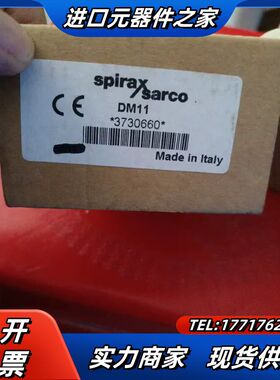 进口元器件之家
spirax
sarco
CE
DM11
*3730660*
Made in Italy
开
票
TEL:1771762
实力商家 现货供